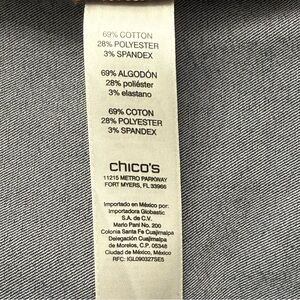 69% COTTON
28% POLYESTER
3% SPANDEX
69% ALGODÓN
28% poliéster
3% elastano
69% COTON
28% POLYESTER
3% SPANDEX
chico's
11215 METRO PARKWAY
FORT MYERS, FL 33966
Importado en México por:
Importadora Globastic
S.A. de C.V.
Mario Pani No. 200
Colonia Santa Fe Cuajimalpa
Delegación Cuajimalpa
de Morelos, C.P. 05348
Ciudad de México, México
RFC: IGL090327SE5